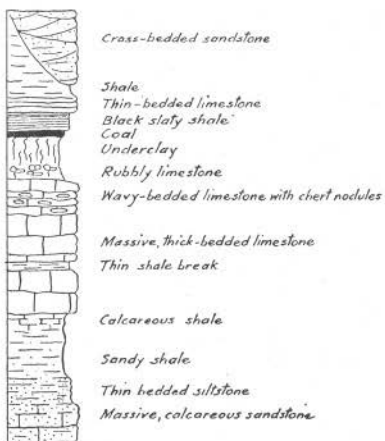 Cross-bedded sandstone
Shale
Thin-bedded limestone
Black slaty shale
Coal
Underclay
Rubbly limestone
Wavy-bedded limestone with chert nodules
Massive, thick-bedded limestone
Thin shale break
Calcareous shale
Sandy shale
Thin bedded siltstone
Massive, calcareous sandstone